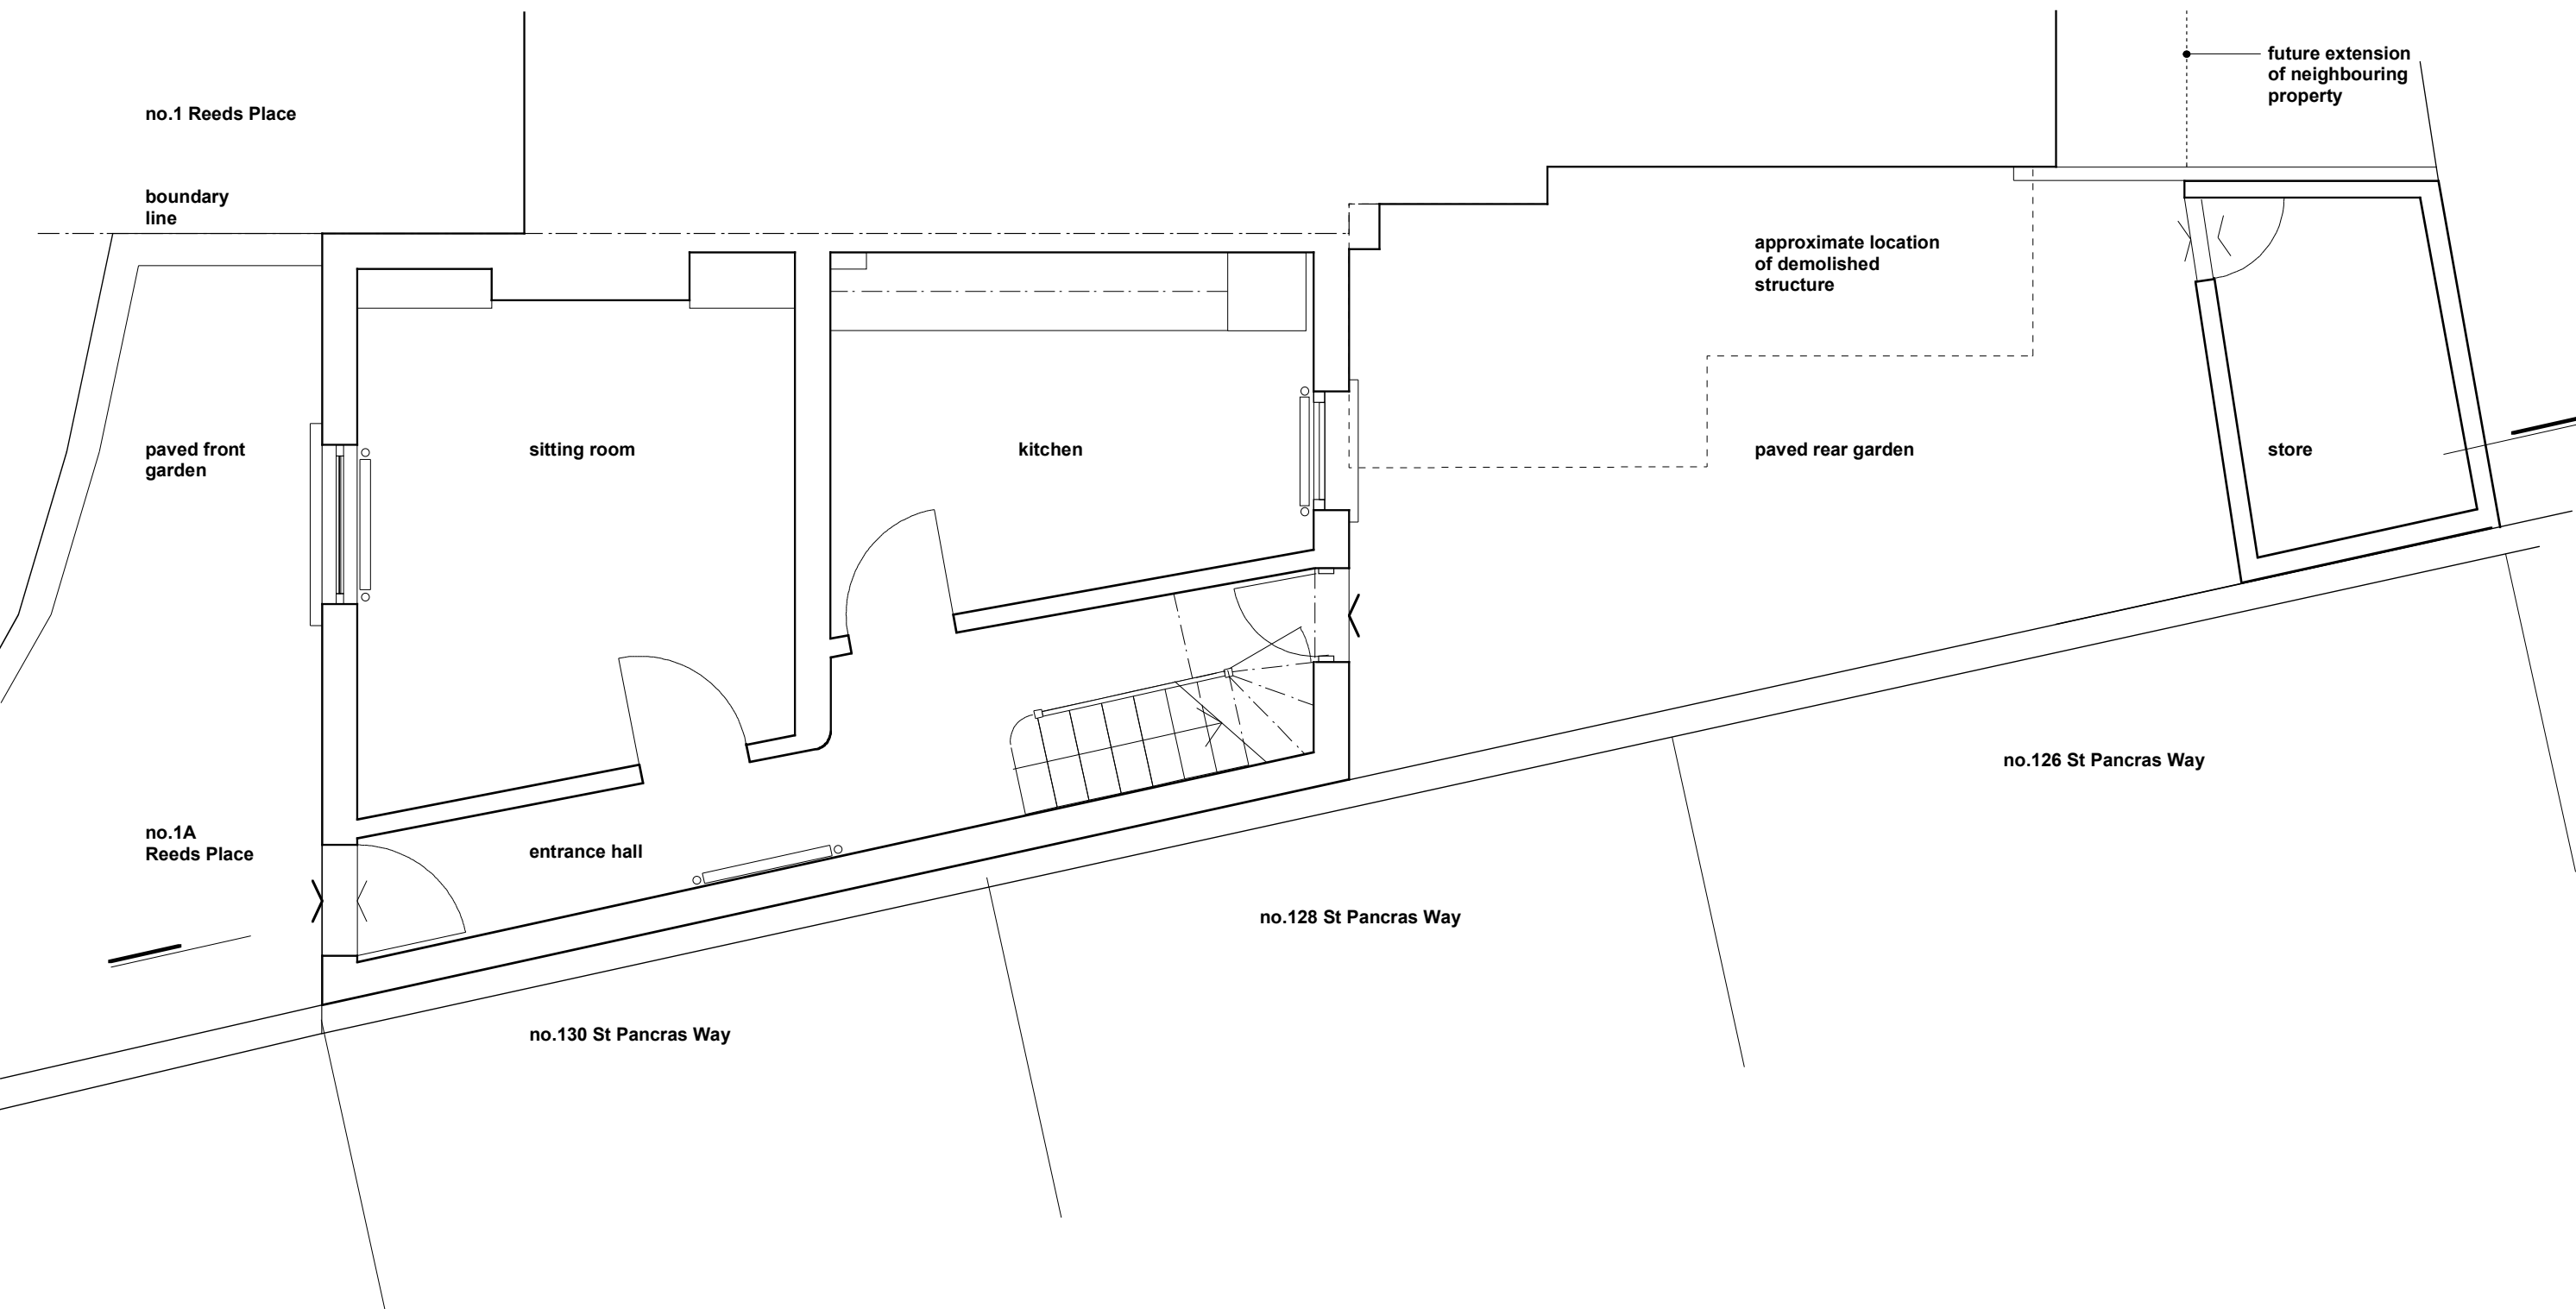 future extension
of neighbouring
property
no.1 Reeds Place
boundary
line
approximate location
of demolished
structure
paved front
garden
sitting room
kitchen
paved rear garden
store
no.126 St Pancras Way
no.1A
Reeds Place
entrance hall
no.128 St Pancras Way
no.130 St Pancras Way